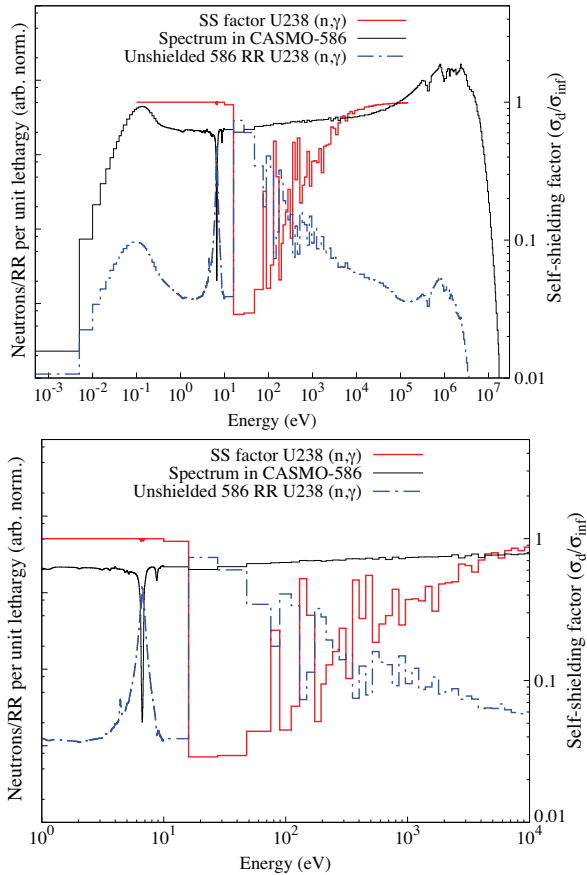 SS factor U238 (n,γ)
Spectrum in CASMO-586
Unshielded 586 RR U238 (n,γ)
Neutrons/RR per unit lethargy (arb. norm.)
1
0.1
0.01
Self-shielding factor (σd/σinf)
10⁻³ 10⁻² 10⁻¹ 10⁰ 10¹ 10² 10³ 10⁴ 10⁵ 10⁶ 10⁷
Energy (eV)
SS factor U238 (n,γ)
Spectrum in CASMO-586
Unshielded 586 RR U238 (n,γ)
Neutrons/RR per unit lethargy (arb. norm.)
1
0.1
0.01
Self-shielding factor (σd/σinf)
10⁰ 10¹ 10² 10³ 10⁴
Energy (eV)